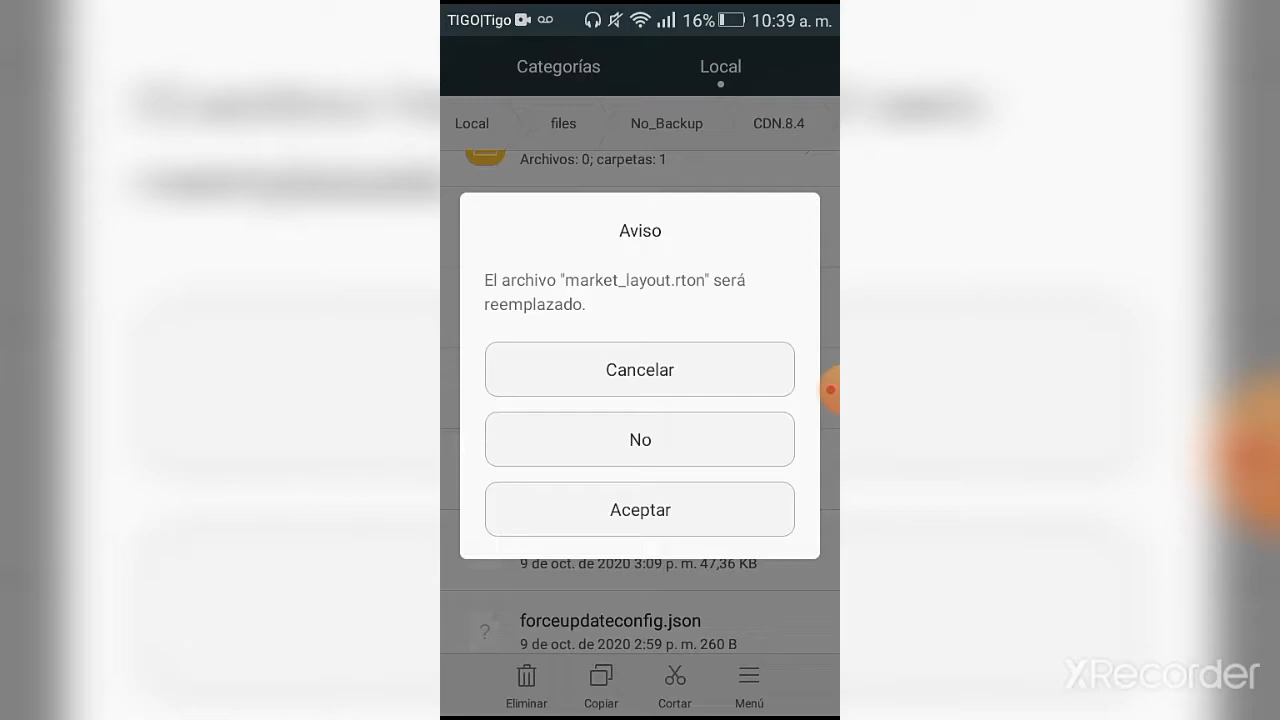 TIGO|Tigo 16% 10:39 a. m.
Categorías Local
Local files No_Backup CDN.8.4
Archivos: 0; carpetas: 1
Aviso
El archivo "market_layout.rton" será
reemplazado.
Cancelar
No
Aceptar
9 de oct. de 2020 3:09 p. m. 47,36 KB
?
forceupdateconfig.json
9 de oct. de 2020 2:59 p. m. 260 B
Eliminar Copiar Cortar Menú
XRecorder